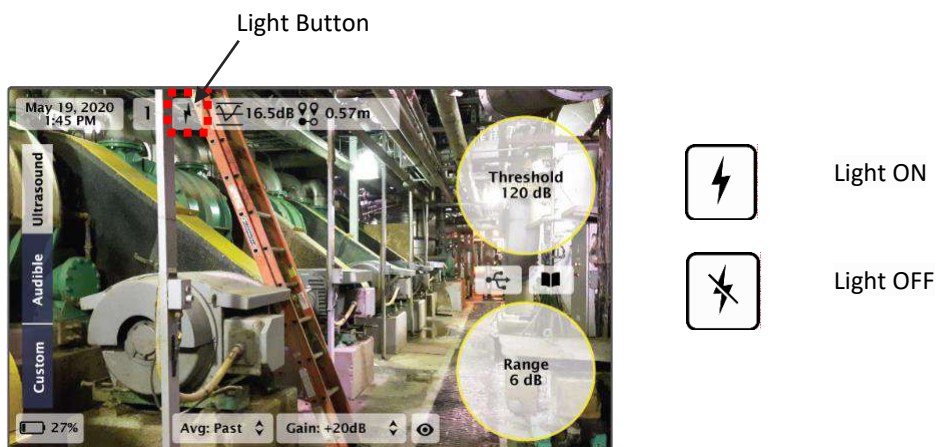 Light Button
May 19, 2020
1:45 PM
1
16.5dB
0.57m
Ultrasound
Audible
Custom
Threshold
120 dB
Range
6 dB
27%
Avg: Past
Gain: +20dB
Light ON
Light OFF